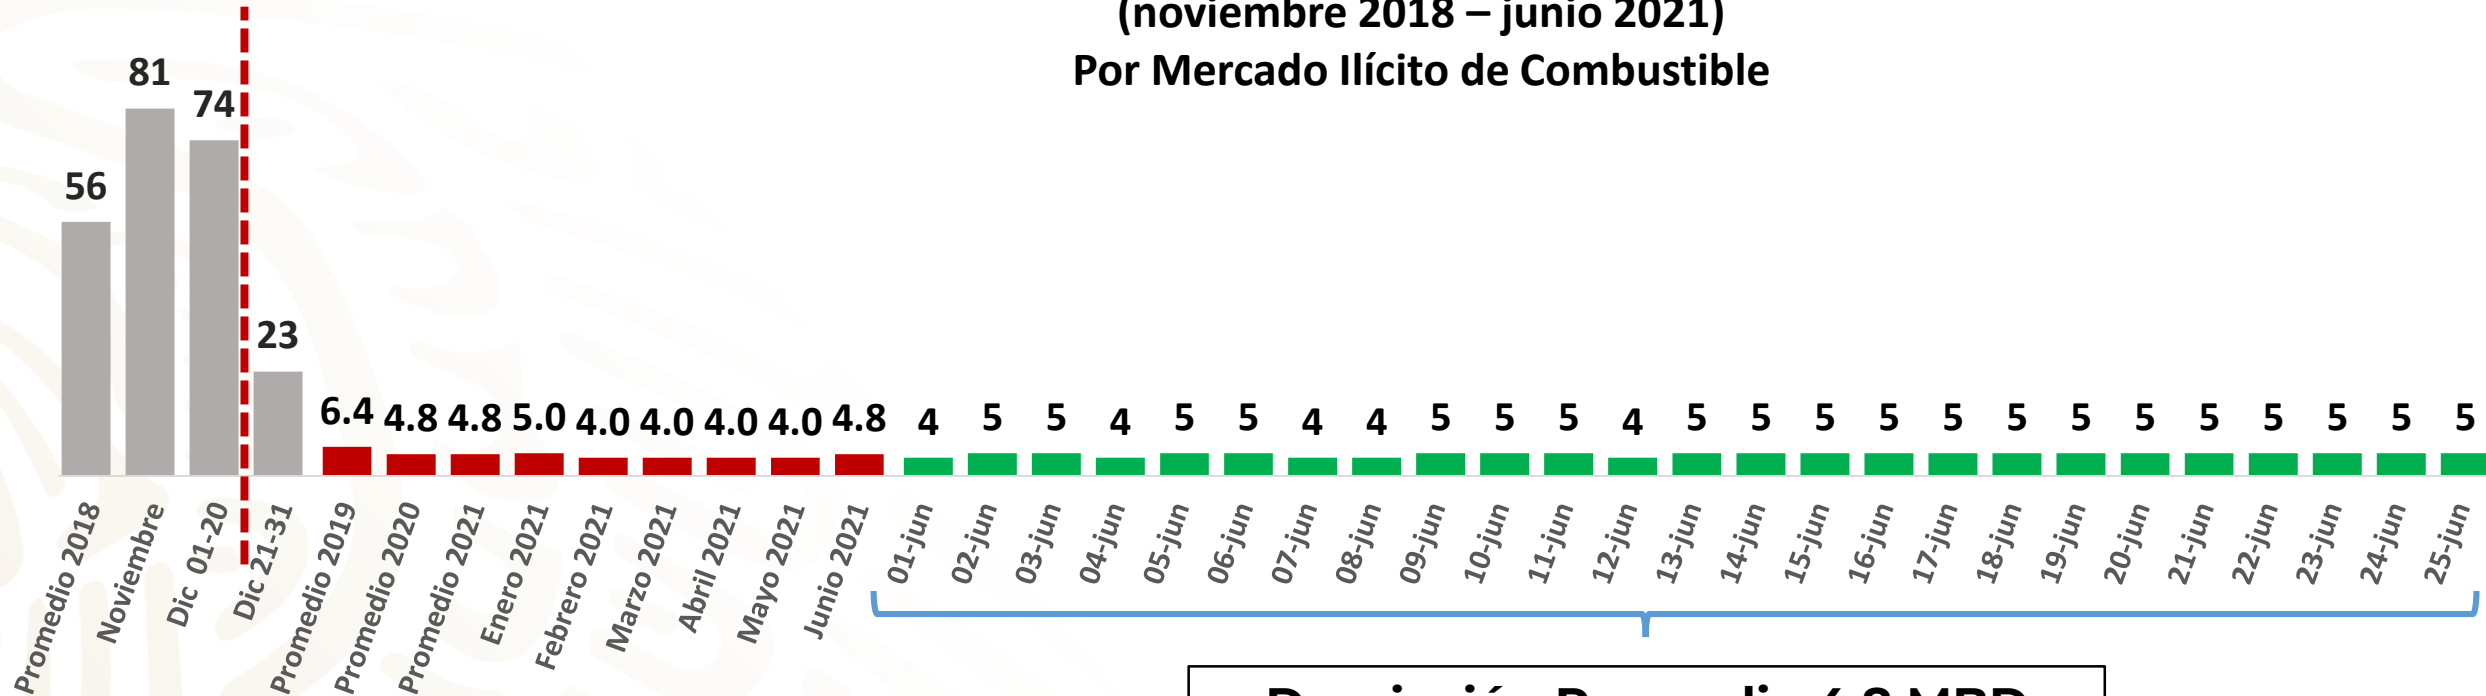 (noviembre 2018 – junio 2021)
Por Mercado Ilícito de Combustible
56
81
74
23
6.4
4.8
4.8
5.0
4.0
4.0
4.0
4.0
4.8
4
5
5
4
5
5
4
4
5
5
5
4
5
5
5
5
5
5
5
5
5
5
5
5
5
Promedio 2018
Noviembre
Dic 01-20
Dic 21-31
Promedio 2019
Promedio 2020
Promedio 2021
Enero 2021
Febrero 2021
Marzo 2021
Abril 2021
Mayo 2021
Junio 2021
01-jun
02-jun
03-jun
04-jun
05-jun
06-jun
07-jun
08-jun
09-jun
10-jun
11-jun
12-jun
13-jun
14-jun
15-jun
16-jun
17-jun
18-jun
19-jun
20-jun
21-jun
22-jun
23-jun
24-jun
25-jun
Desviación Promedio 4.8 MBD